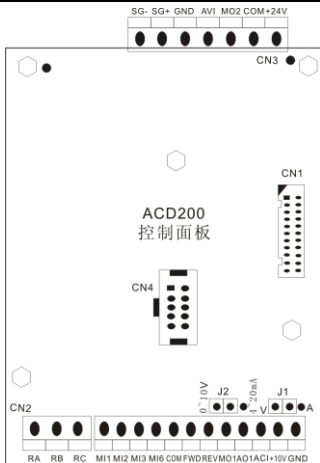 SG- SG+ GND AVI MO2 COM +24V
CN3
CN1
ACD200
控制面板
CN4
0~10V
J2
4~20mA
V
J1
A
CN2
RA RB RC MI1 MI2 MI3 MI6 COM FWD REV MO1 AO1 ACI +10V GND